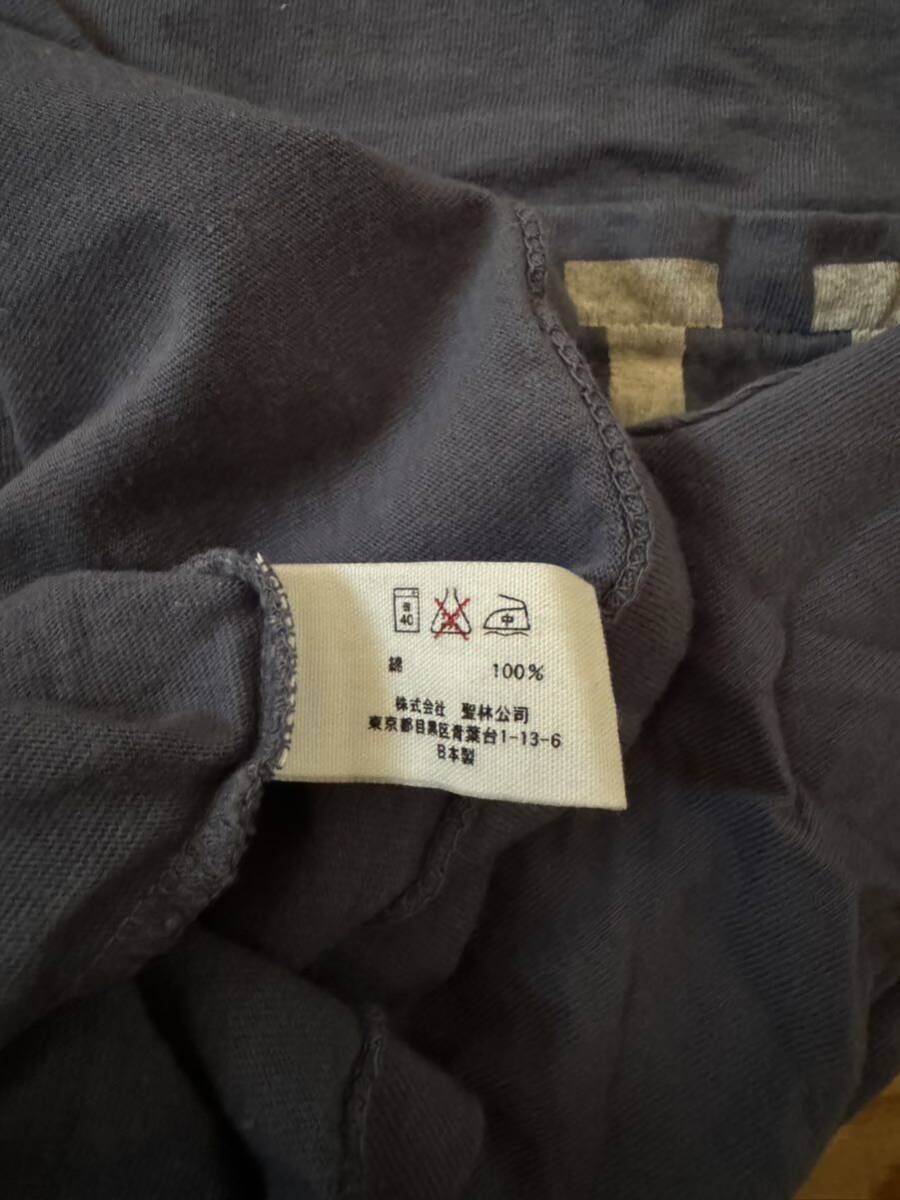 弱 40 中
綿 100%
株式会社 聖林公司
東京都目黒区青葉台1-13-6
日本製